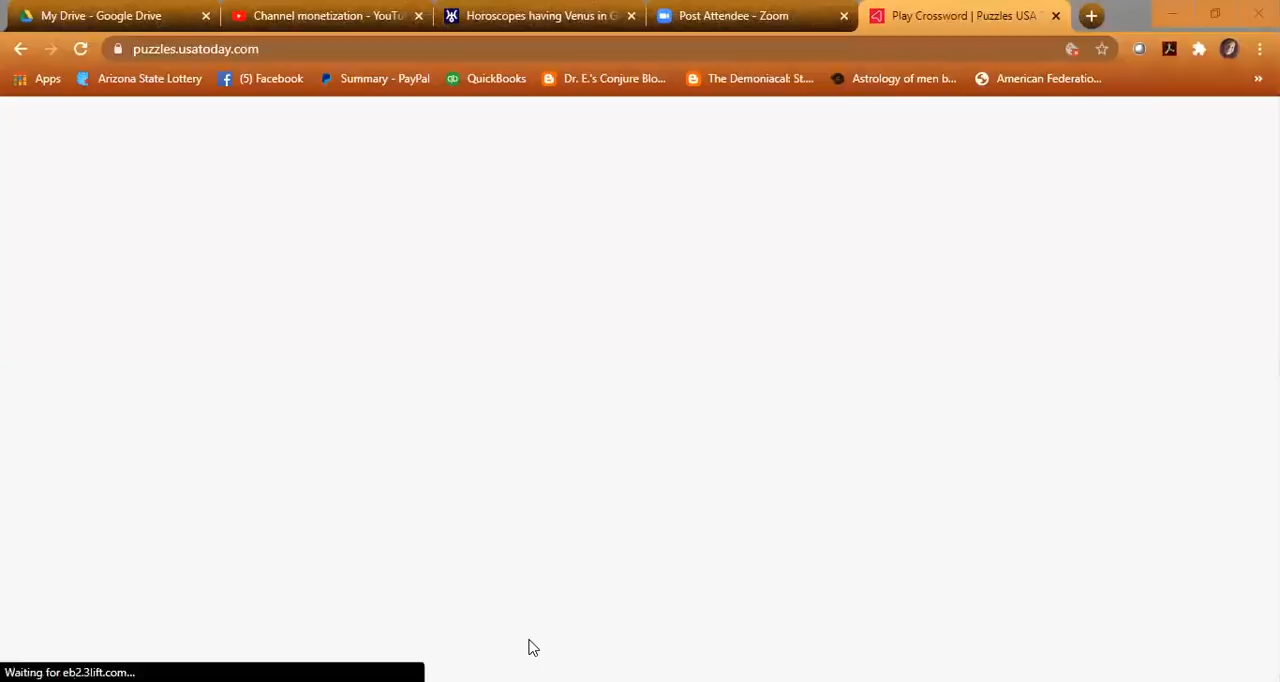 My Drive - Google Drive
Channel monetization - YouTu
Horoscopes having Venus in G
Post Attendee - Zoom
Play Crossword | Puzzles USA
puzzles.usatoday.com
Apps
Arizona State Lottery
(5) Facebook
Summary - PayPal
QuickBooks
Dr. E.'s Conjure Blo...
The Demoniacal: St....
Astrology of men b...
American Federatio...
Waiting for eb2.3lift.com...